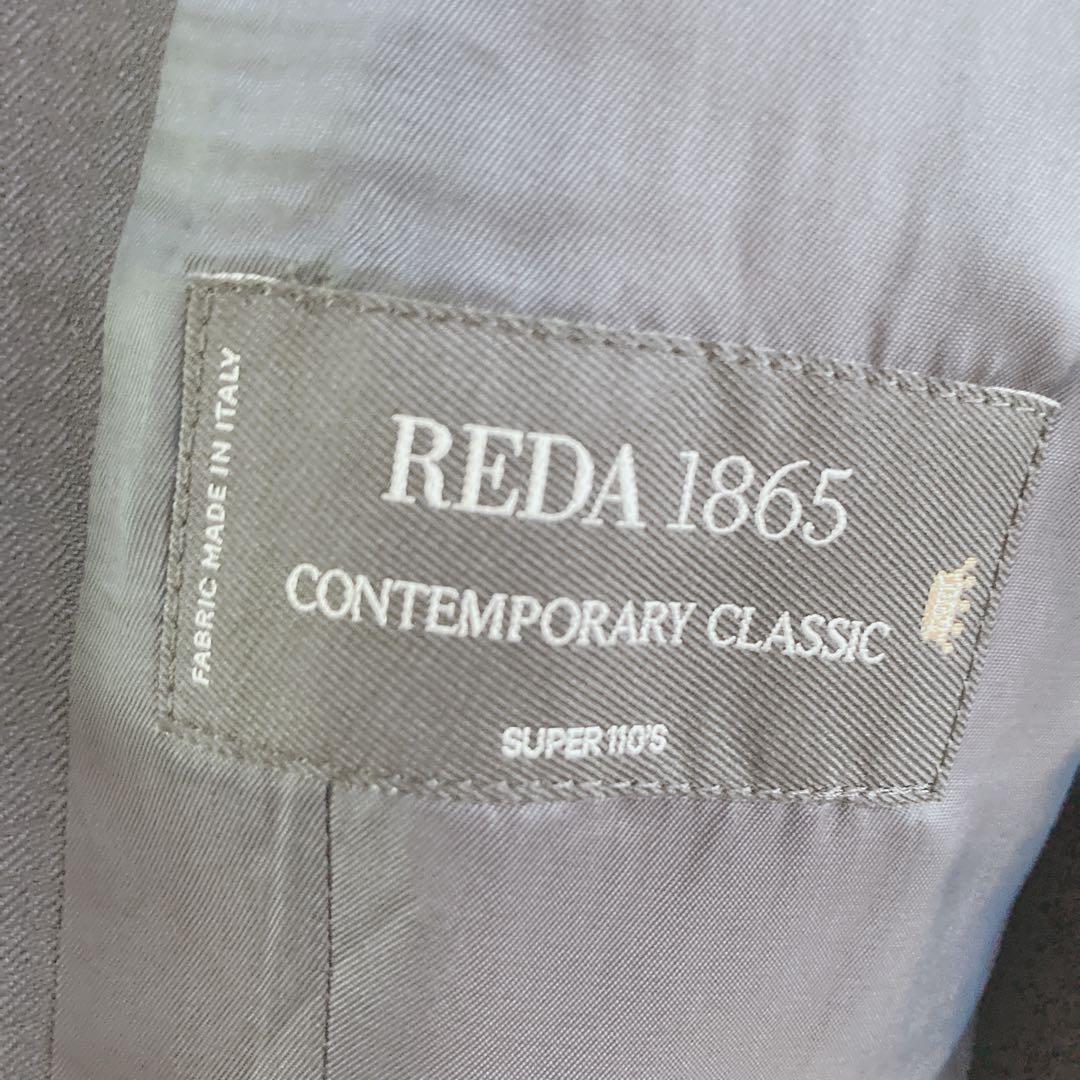 FABRIC MADE IN ITALY
REDA 1865
CONTEMPORARY CLASSIC
SUPER 110'S